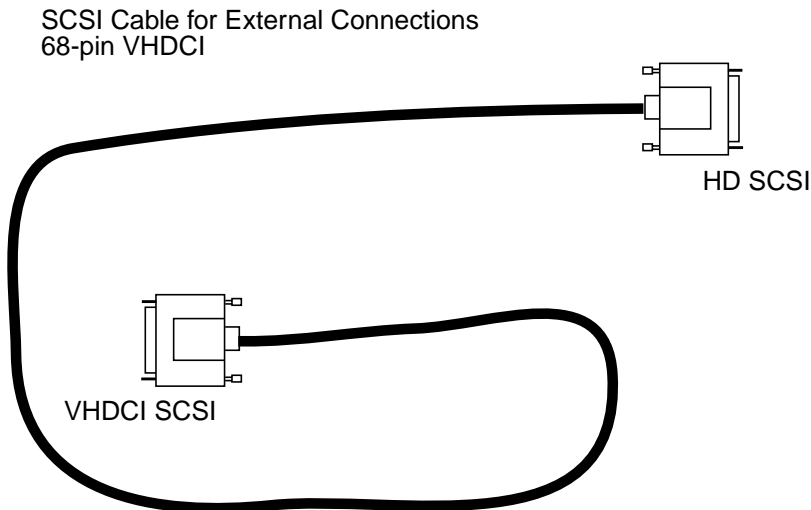 SCSI Cable for External Connections
68-pin VHDCI
HD SCSI
VHDCI SCSI